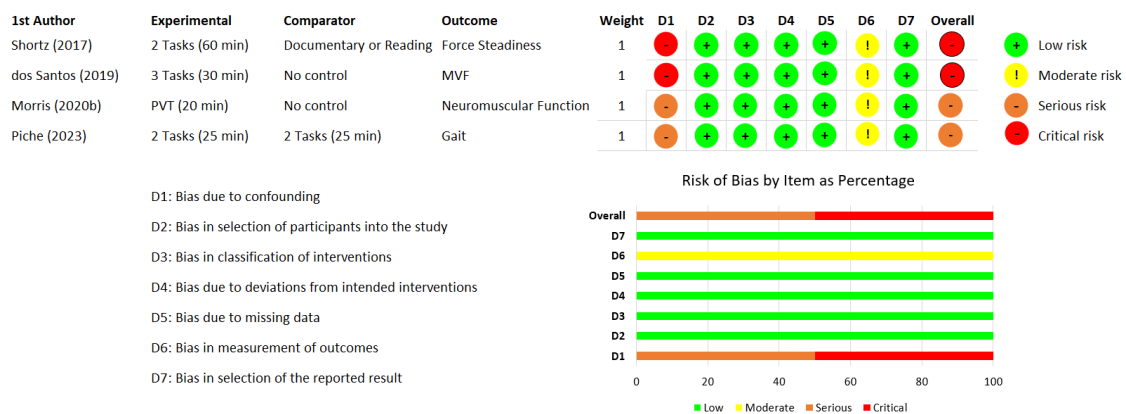 1st Author Experimental Comparator Outcome Weight D1 D2 D3 D4 D5 D6 D7 Overall
Shortz (2017) 2 Tasks (60 min) Documentary or Reading Force Steadiness 1 - + + + + ! + - + Low risk
dos Santos (2019) 3 Tasks (30 min) No control MVF 1 - + + + + ! + - ! Moderate risk
Morris (2020b) PVT (20 min) No control Neuromuscular Function 1 - + + + + ! + - - Serious risk
Piche (2023) 2 Tasks (25 min) 2 Tasks (25 min) Gait 1 - + + + + ! + - - Critical risk
D1: Bias due to confounding
D2: Bias in selection of participants into the study
D3: Bias in classification of interventions
D4: Bias due to deviations from intended interventions
D5: Bias due to missing data
D6: Bias in measurement of outcomes
D7: Bias in selection of the reported result
Risk of Bias by Item as Percentage
Overall
D7
D6
D5
D4
D3
D2
D1
0 20 40 60 80 100
Low Moderate Serious Critical